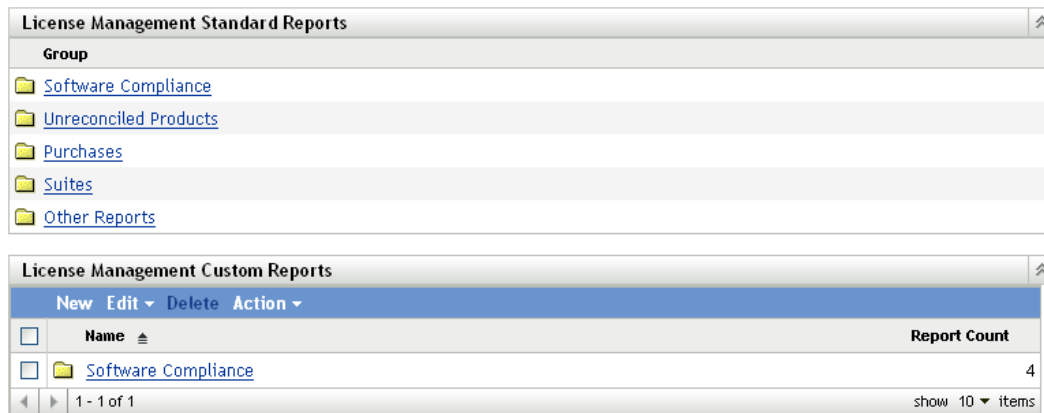 License Management Standard Reports
Group
Software Compliance
Unreconciled Products
Purchases
Suites
Other Reports
License Management Custom Reports
New Edit Delete Action
Name Report Count
Software Compliance 4
1 - 1 of 1 show 10 items